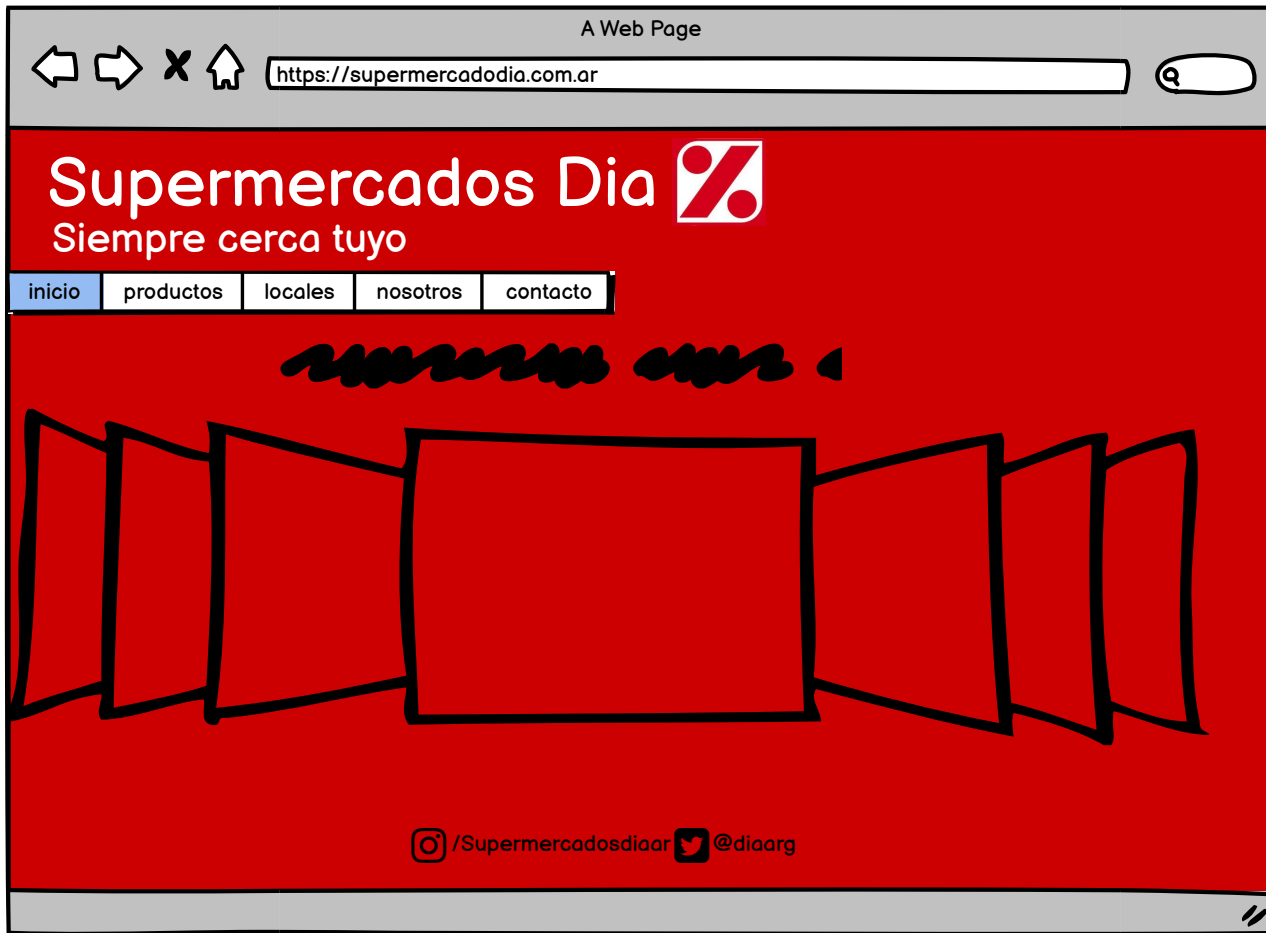 A Web Page
https://supermercadodia.com.ar
Supermercados Dia
Siempre cerca tuyo
inicio productos locales nosotros contacto
/Supermercadosdiaar @diaarg